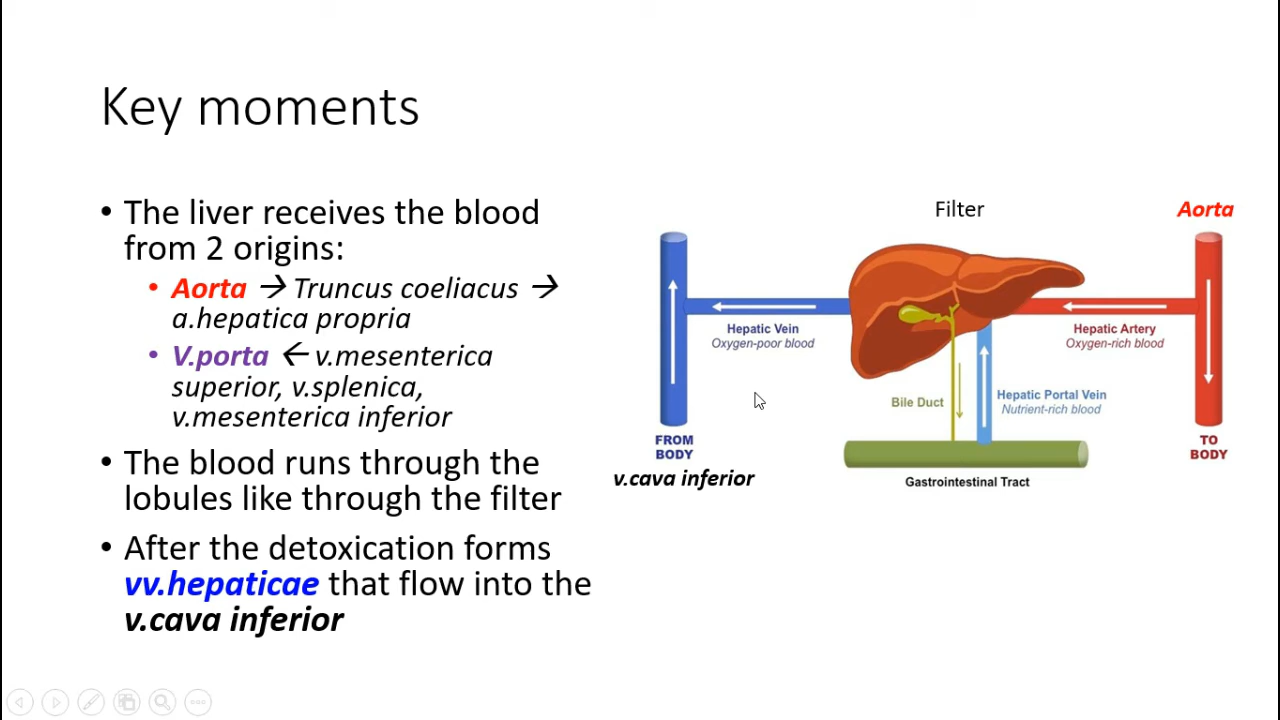 Key moments
• The liver receives the blood
from 2 origins:
• Aorta → Truncus coeliacus →
a.hepatica propria
• V.porta ← v.mesenterica
superior, v.splenica,
v.mesenterica inferior
• The blood runs through the
lobules like through the filter
• After the detoxication forms
vv.hepaticae that flow into the
v.cava inferior
Filter
Aorta
Hepatic Vein
Oxygen-poor blood
Hepatic Artery
Oxygen-rich blood
Bile Duct
Hepatic Portal Vein
Nutrient-rich blood
FROM
BODY
v.cava inferior
TO
BODY
Gastrointestinal Tract